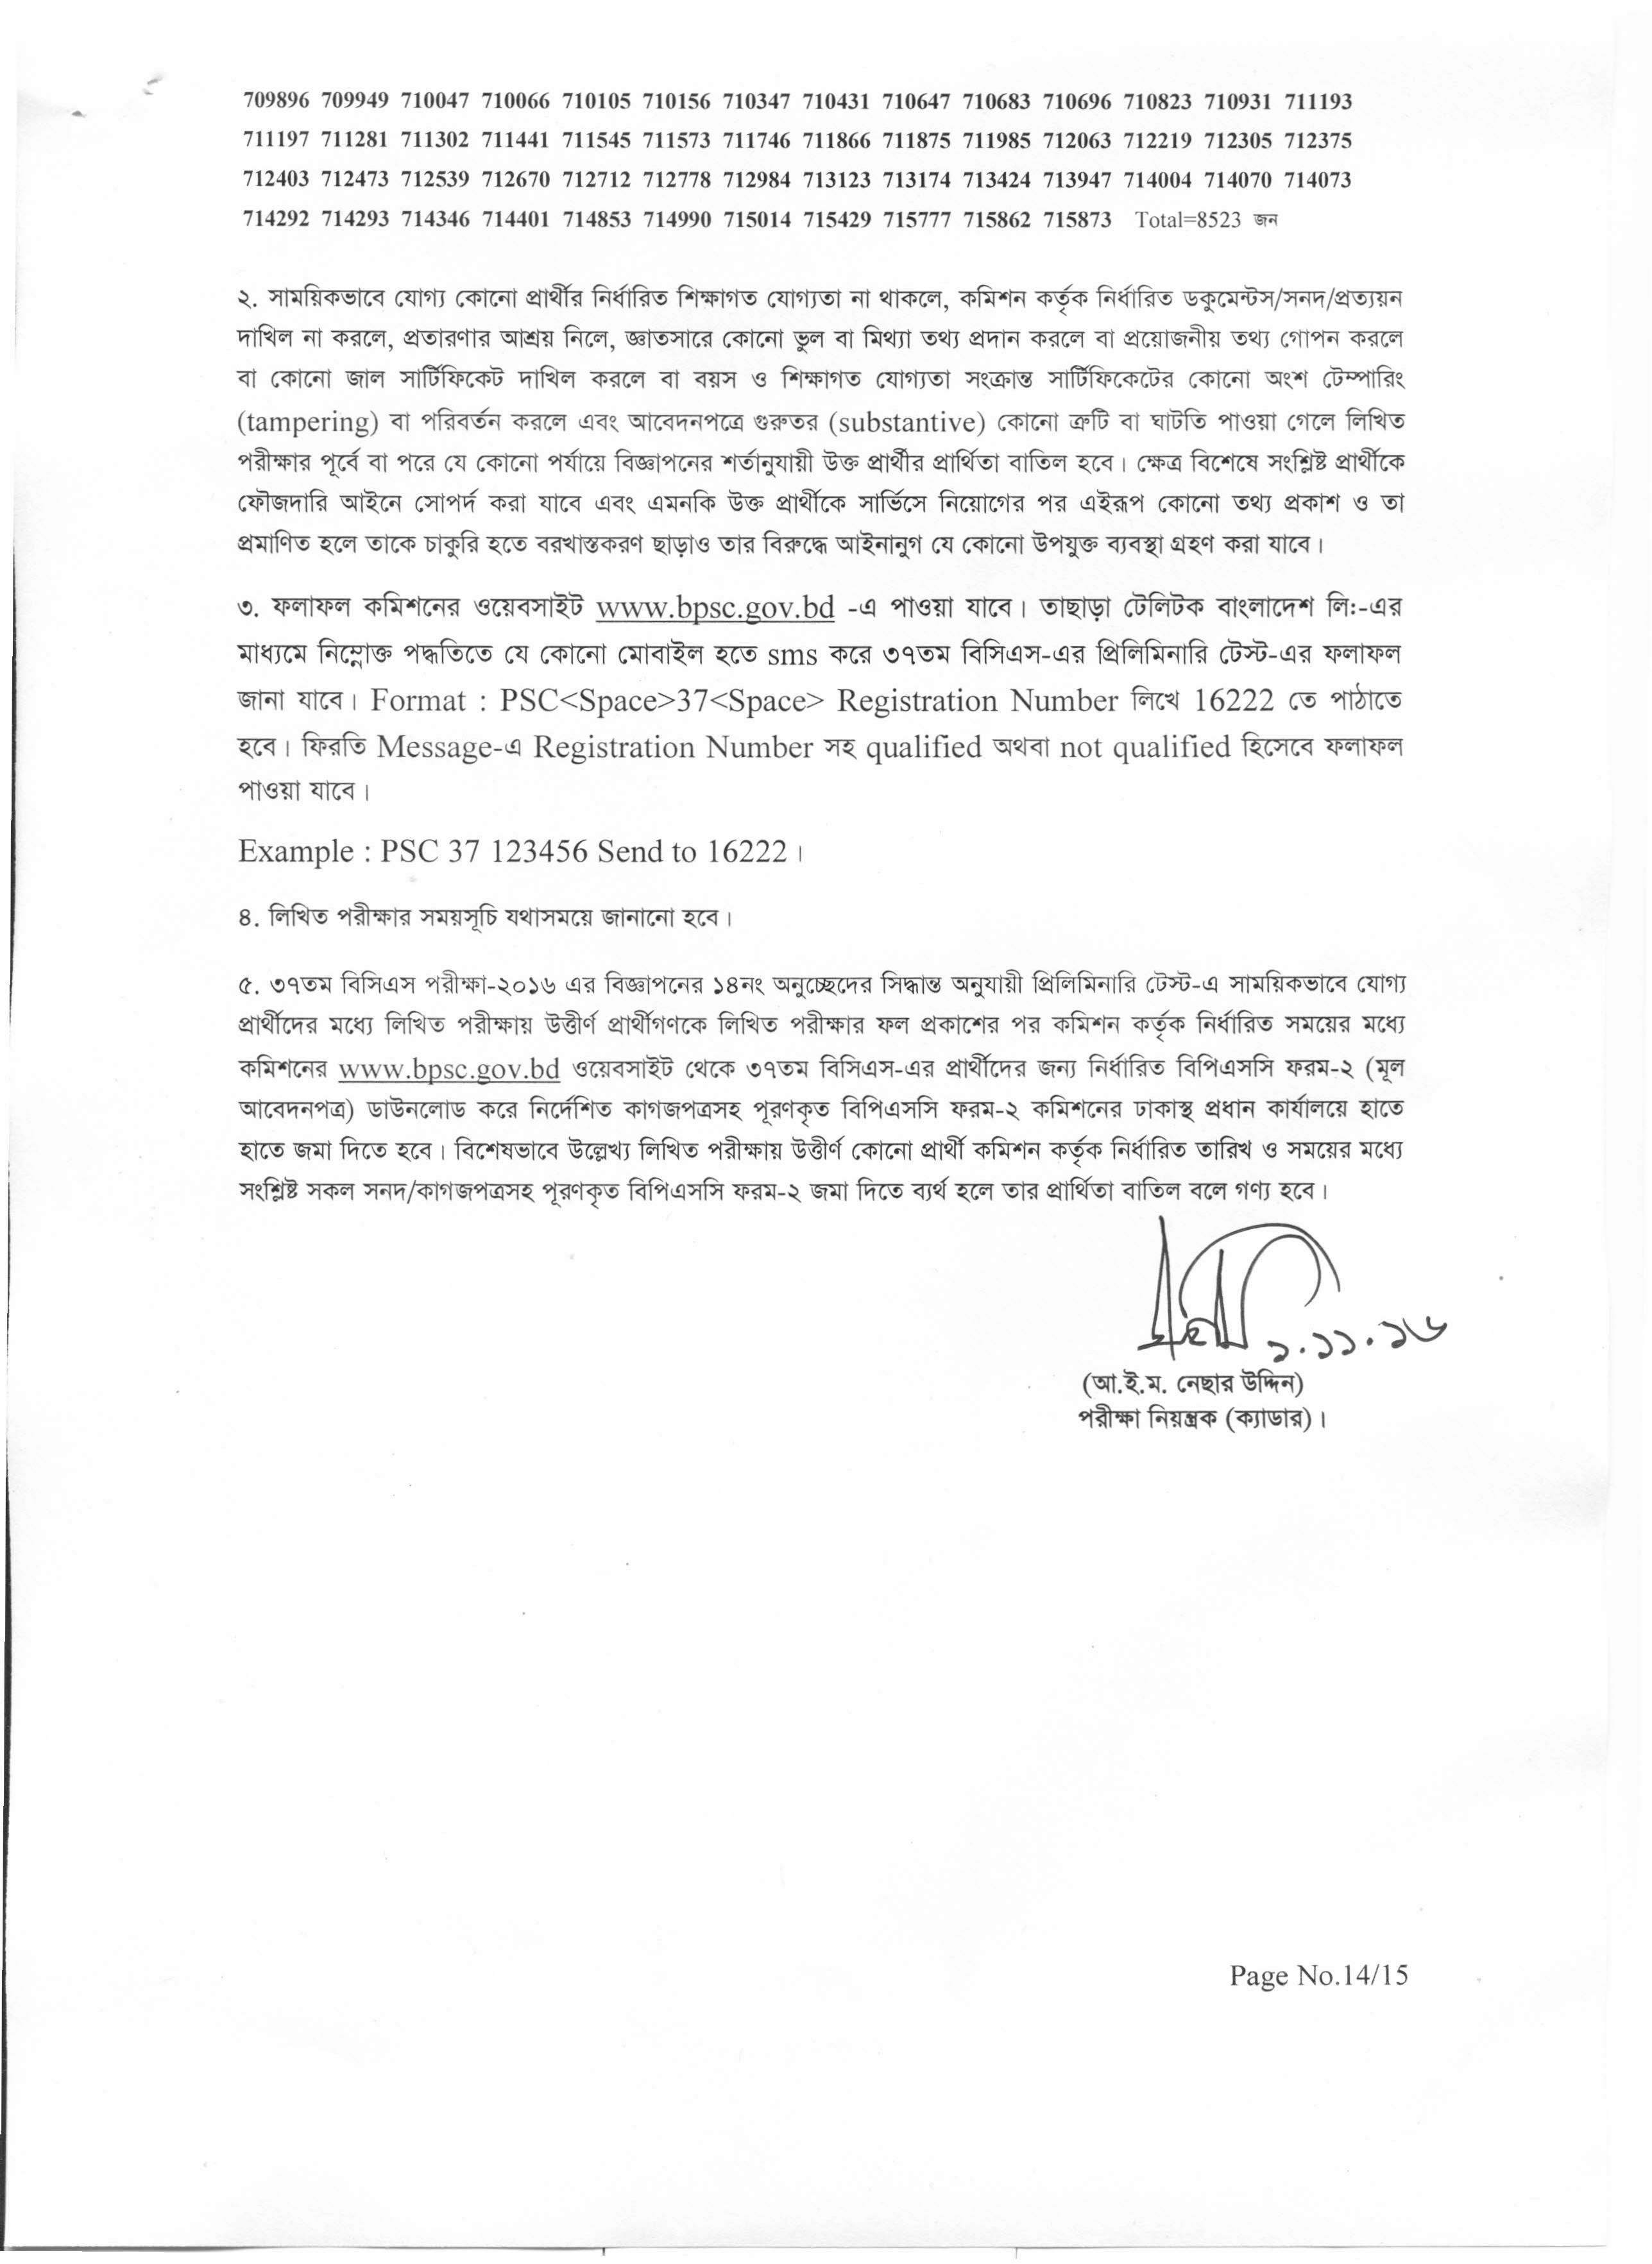 709896 709949 710047 710066 710105 710156 710347 710431 710647 710683 710696 710823 710931 711193
711197 711281 711302 711441 711545 711573 711746 711866 711875 711985 712063 712219 712305 712375
712403 712473 712539 712670 712712 712778 712984 713123 713174 713424 713947 714004 714070 714073
714292 714293 714346 714401 714853 714990 715014 715429 715777 715862 715873 Total=8523 জন
২. সাময়িকভাবে যোগ্য কোনো প্রার্থীর নির্ধারিত শিক্ষাগত যোগ্যতা না থাকলে, কমিশন কর্তৃক নির্ধারিত ডকুমেন্টস/সনদ/প্রত্যয়ন
দাখিল না করলে, প্রতারণার আশ্রয় নিলে, জ্ঞাতসারে কোনো ভুল বা মিথ্যা তথ্য প্রদান করলে বা প্রয়োজনীয় তথ্য গোপন করলে
বা কোনো জাল সার্টিফিকেট দাখিল করলে বা বয়স ও শিক্ষাগত যোগ্যতা সংক্রান্ত সার্টিফিকেটের কোনো অংশ টেম্পারিং
(tampering) বা পরিবর্তন করলে এবং আবেদনপত্রে গুরুতর (substantive) কোনো ত্রুটি বা ঘাটতি পাওয়া গেলে লিখিত
পরীক্ষার পূর্বে বা পরে যে কোনো পর্যায়ে বিজ্ঞাপনের শর্তানুযায়ী উক্ত প্রার্থীর প্রার্থিতা বাতিল হবে। ক্ষেত্র বিশেষে সংশ্লিষ্ট প্রার্থীকে
ফৌজদারি আইনে সোপর্দ করা যাবে এবং এমনকি উক্ত প্রার্থীকে সার্ভিসে নিয়োগের পর এইরূপ কোনো তথ্য প্রকাশ ও তা
প্রমাণিত হলে তাকে চাকুরি হতে বরখাস্তকরণ ছাড়াও তার বিরুদ্ধে আইনানুগ যে কোনো উপযুক্ত ব্যবস্থা গ্রহণ করা যাবে।
৩. ফলাফল কমিশনের ওয়েবসাইট www.bpsc.gov.bd -এ পাওয়া যাবে। তাছাড়া টেলিটক বাংলাদেশ লিঃ-এর
মাধ্যমে নিম্নোক্ত পদ্ধতিতে যে কোনো মোবাইল হতে sms করে ৩৭তম বিসিএস-এর প্রিলিমিনারি টেস্ট-এর ফলাফল
জানা যাবে। Format : PSC<Space>37<Space> Registration Number লিখে 16222 তে পাঠাতে
হবে। ফিরতি Message-এ Registration Number সহ qualified অথবা not qualified হিসেবে ফলাফল
পাওয়া যাবে।
Example : PSC 37 123456 Send to 16222।
৪. লিখিত পরীক্ষার সময়সূচি যথাসময়ে জানানো হবে।
৫. ৩৭তম বিসিএস পরীক্ষা-২০১৬ এর বিজ্ঞাপনের ১৪নং অনুচ্ছেদের সিদ্ধান্ত অনুযায়ী প্রিলিমিনারি টেস্ট-এ সাময়িকভাবে যোগ্য
প্রার্থীদের মধ্যে লিখিত পরীক্ষায় উত্তীর্ণ প্রার্থীগণকে লিখিত পরীক্ষার ফল প্রকাশের পর কমিশন কর্তৃক নির্ধারিত সময়ের মধ্যে
কমিশনের www.bpsc.gov.bd ওয়েবসাইট থেকে ৩৭তম বিসিএস-এর প্রার্থীদের জন্য নির্ধারিত বিপিএসসি ফরম-২ (মূল
আবেদনপত্র) ডাউনলোড করে নির্দেশিত কাগজপত্রসহ পূরণকৃত বিপিএসসি ফরম-২ কমিশনের ঢাকাস্থ প্রধান কার্যালয়ে হাতে
হাতে জমা দিতে হবে। বিশেষভাবে উল্লেখ্য লিখিত পরীক্ষায় উত্তীর্ণ কোনো প্রার্থী কমিশন কর্তৃক নির্ধারিত তারিখ ও সময়ের মধ্যে
সংশ্লিষ্ট সকল সনদ/কাগজপত্রসহ পূরণকৃত বিপিএসসি ফরম-২ জমা দিতে ব্যর্থ হলে তার প্রার্থিতা বাতিল বলে গণ্য হবে।
১.১১.১৬
(আ.ই.ম. নেছার উদ্দিন)
পরীক্ষা নিয়ন্ত্রক (ক্যাডার)।
Page No.14/15